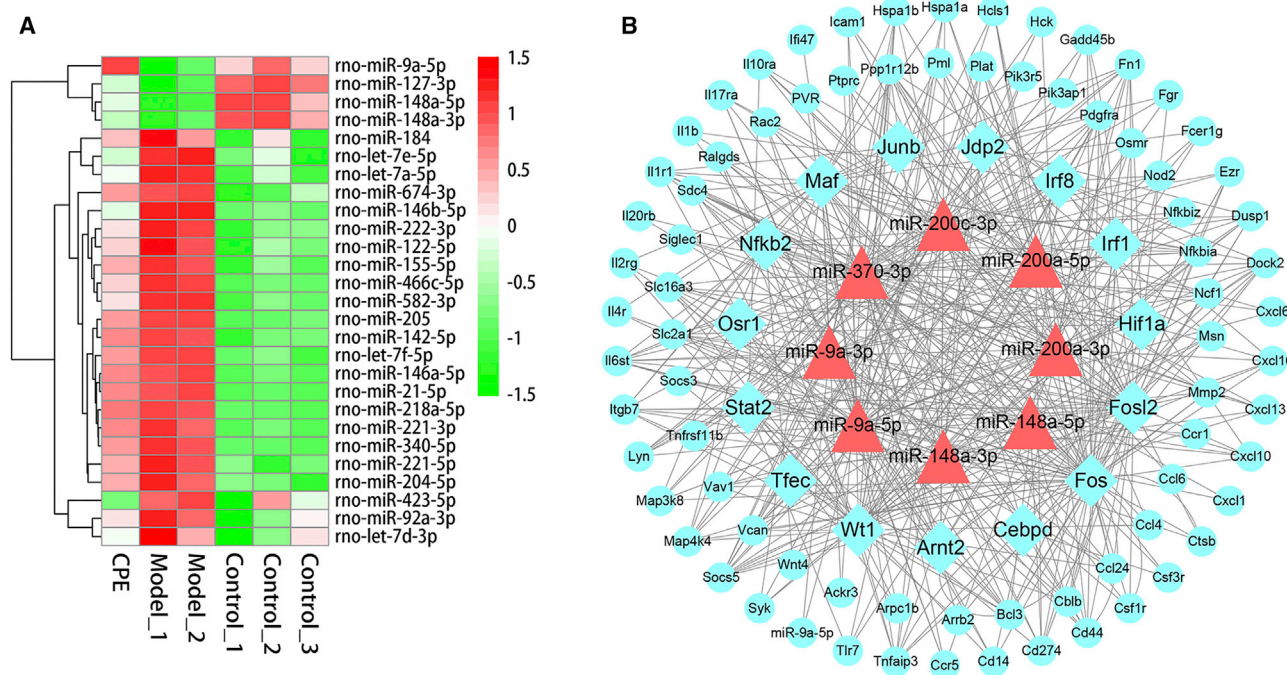 A
1.5
1
0.5
0
-0.5
-1
-1.5
rno-miR-9a-5p
rno-miR-127-3p
rno-miR-148a-5p
rno-miR-148a-3p
rno-miR-184
rno-let-7e-5p
rno-let-7a-5p
rno-miR-674-3p
rno-miR-146b-5p
rno-miR-222-3p
rno-miR-122-5p
rno-miR-155-5p
rno-miR-466c-5p
rno-miR-582-3p
rno-miR-205
rno-miR-142-5p
rno-let-7f-5p
rno-miR-146a-5p
rno-miR-21-5p
rno-miR-218a-5p
rno-miR-221-3p
rno-miR-340-5p
rno-miR-221-5p
rno-miR-204-5p
rno-miR-423-5p
rno-miR-92a-3p
rno-let-7d-3p
CPE
Model_1
Model_2
Control_1
Control_2
Control_3
B
Hspa1b
Hspa1a
Hcls1
Icam1
Hck
Ifi47
Gadd45b
Il10ra
Ptprc
Ppp1r12b
Pml
Plat
Pik3r5
Fn1
Il17ra
PVR
Pik3ap1
Fgr
Rac2
Pdgfra
Il1b
Osmr
Fcer1g
Ralgds
Junb
Jdp2
Il1r1
Sdc4
Maf
Irf8
Nod2
Ezr
Il20rb
Siglec1
Nfkb2
miR-200c-3p
Irf1
Nfkbiz
Dusp1
Il2rg
miR-370-3p
miR-200a-5p
Nfkbia
Dock2
Slc16a3
Ncf1
Il4r
Slc2a1
Osr1
Hif1a
Msn
Cxcl6
Il6st
miR-9a-3p
miR-200a-3p
Socs3
Mmp2
Itgb7
Stat2
miR-9a-5p
miR-148a-5p
Fosl2
Cxcl13
Tnfrsf11b
Ccr1
Lyn
miR-148a-3p
Cxcl10
Map3k8
Vav1
Tfec
Fos
Ccl6
Cxcl1
Map4k4
Vcan
Wt1
Arnt2
Cebpd
Ccl4
Ctsb
Socs5
Wnt4
Ccl24
Csf3r
Syk
Ackr3
Arpc1b
Arrb2
Bcl3
Cblb
Csf1r
miR-9a-5p
Cd44
Tlr7
Tnfaip3
Ccr5
Cd14
Cd274